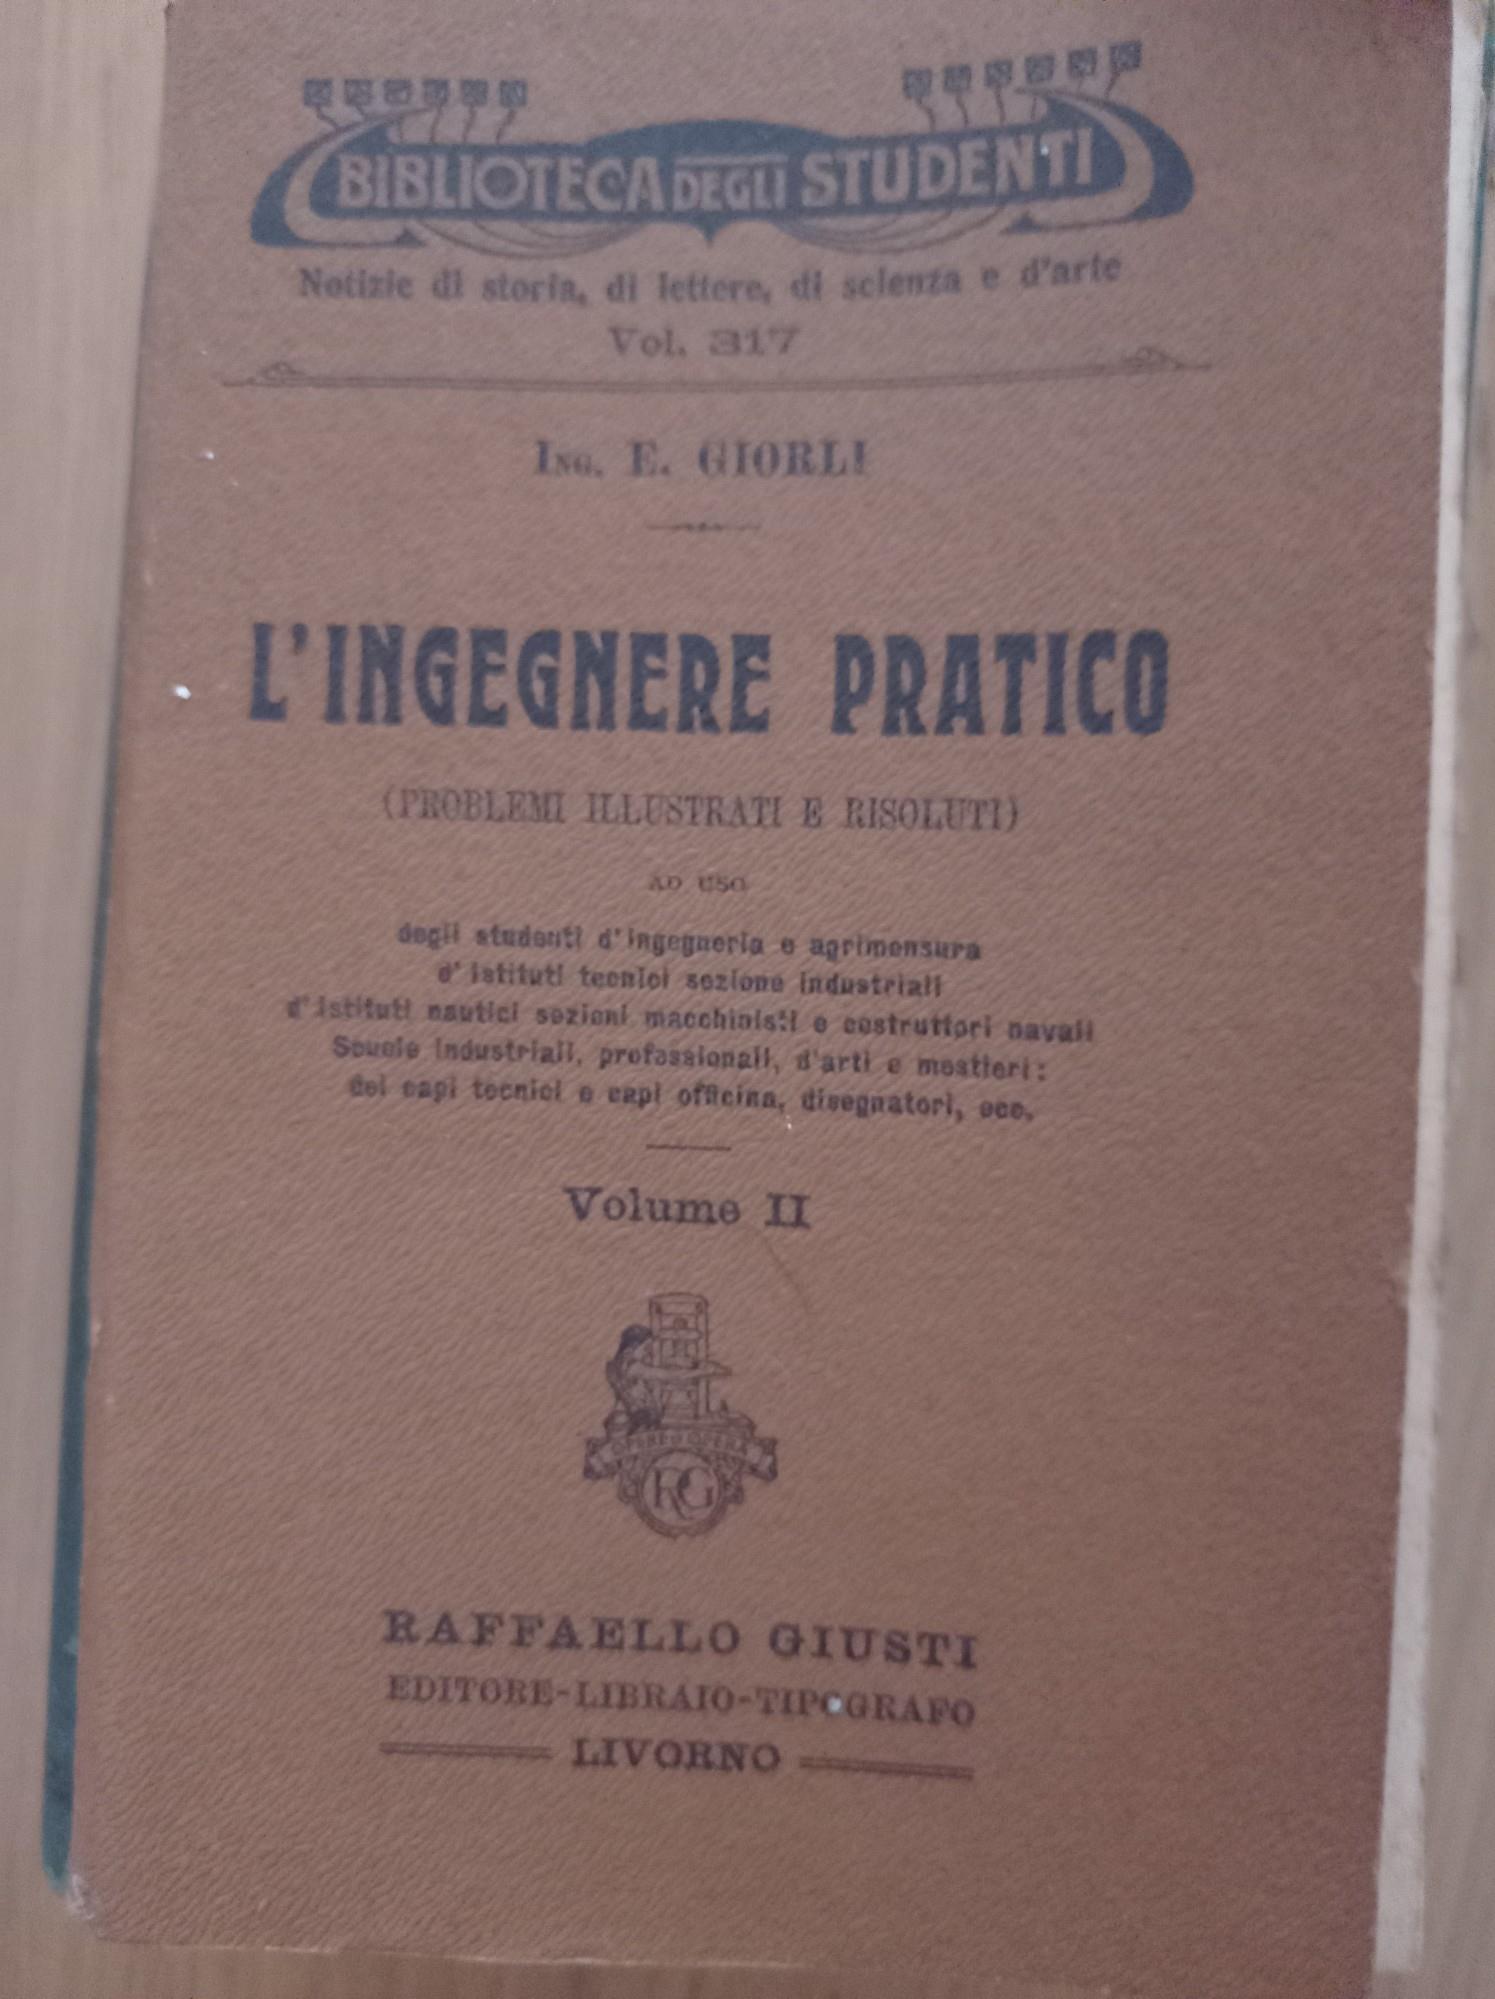 BIBLIOTECA DEGLI STUDENTI
Notizie di storia, di lettere, di scienza e d'arte
Vol. 317
ING. E. GIORLI
L'INGEGNERE PRATICO
(PROBLEMI ILLUSTRATI E RISOLUTI)
AD USO
degli studenti d'ingegneria e agrimensura
d'istituti tecnici sezione industriali
d'istituti nautici sezioni macchinisti e costruttori navali
Scuole industriali, professionali, d'arti e mestieri:
dei capi tecnici e capi officina, disegnatori, ecc.
Volume II
RG
RAFFAELLO GIUSTI
EDITORE-LIBRAIO-TIPOGRAFO
LIVORNO